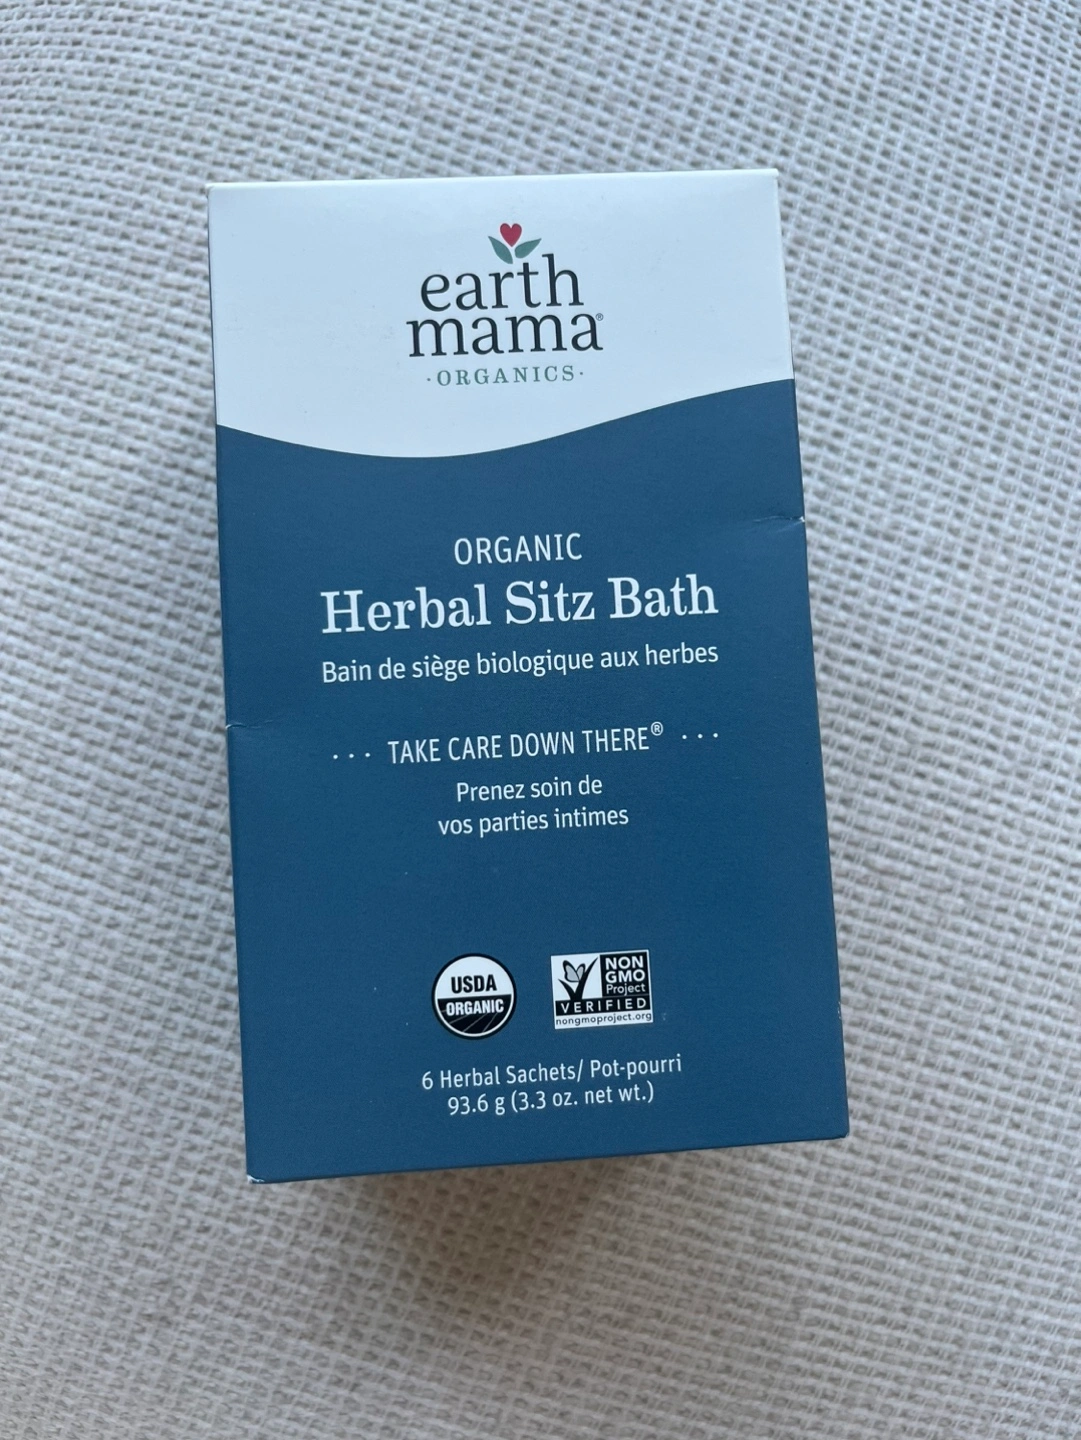 earth
mama®
·ORGANICS·
ORGANIC
Herbal Sitz Bath
Bain de siège biologique aux herbes
··· TAKE CARE DOWN THERE® ···
Prenez soin de
vos parties intimes
USDA
ORGANIC
NON
GMO
Project
VERIFIED
nongmoproject.org
6 Herbal Sachets/ Pot-pourri
93.6 g (3.3 oz. net wt.)